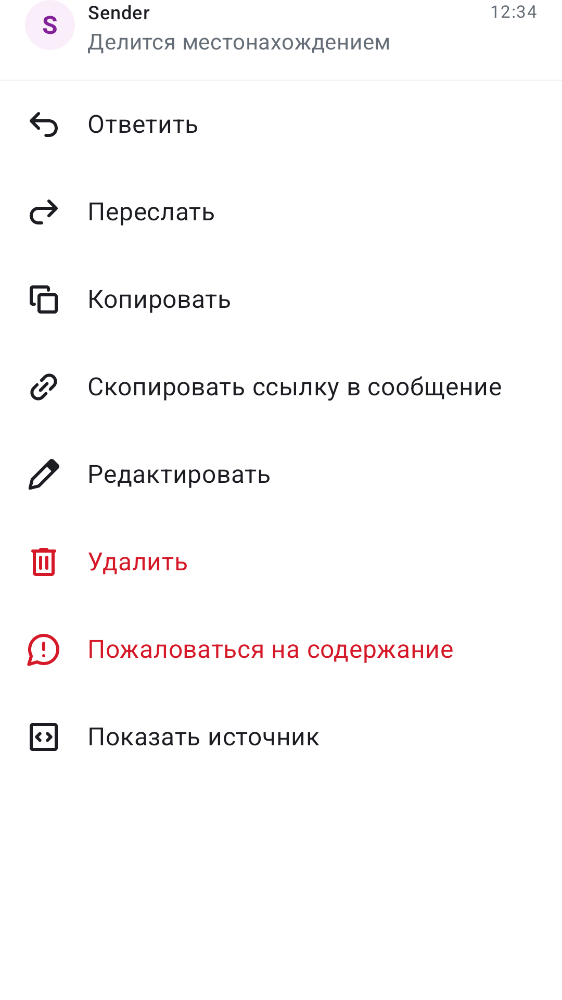 S
Sender
12:34
Делится местонахождением
Ответить
Переслать
Копировать
Скопировать ссылку в сообщение
Редактировать
Удалить
Пожаловаться на содержание
Показать источник